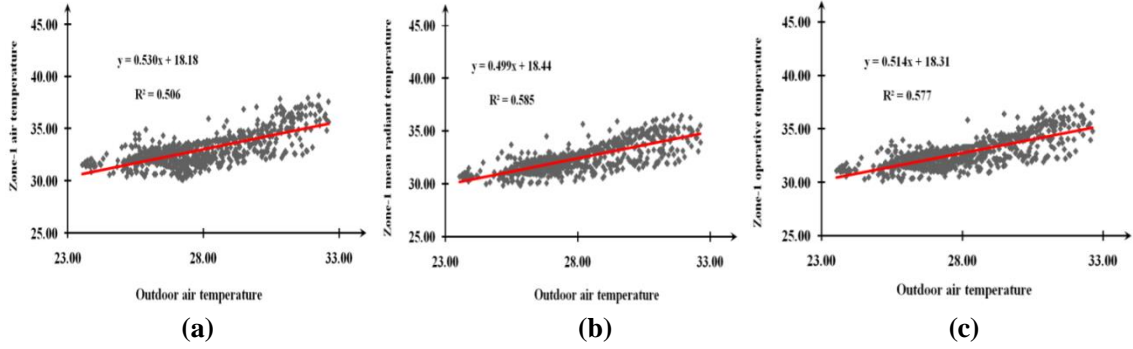 45.00
40.00
35.00
30.00
25.00
Zone-1 air temperature
y = 0.530x + 18.18
R² = 0.506
23.00 28.00 33.00
Outdoor air temperature
(a)
45.00
40.00
35.00
30.00
25.00
Zone-1 mean radiant temperature
y = 0.499x + 18.44
R² = 0.585
23.00 28.00 33.00
Outdoor air temperature
(b)
45.00
40.00
35.00
30.00
25.00
Zone-1 operative temperature
y = 0.514x + 18.31
R² = 0.577
23.00 28.00 33.00
Outdoor air temperature
(c)